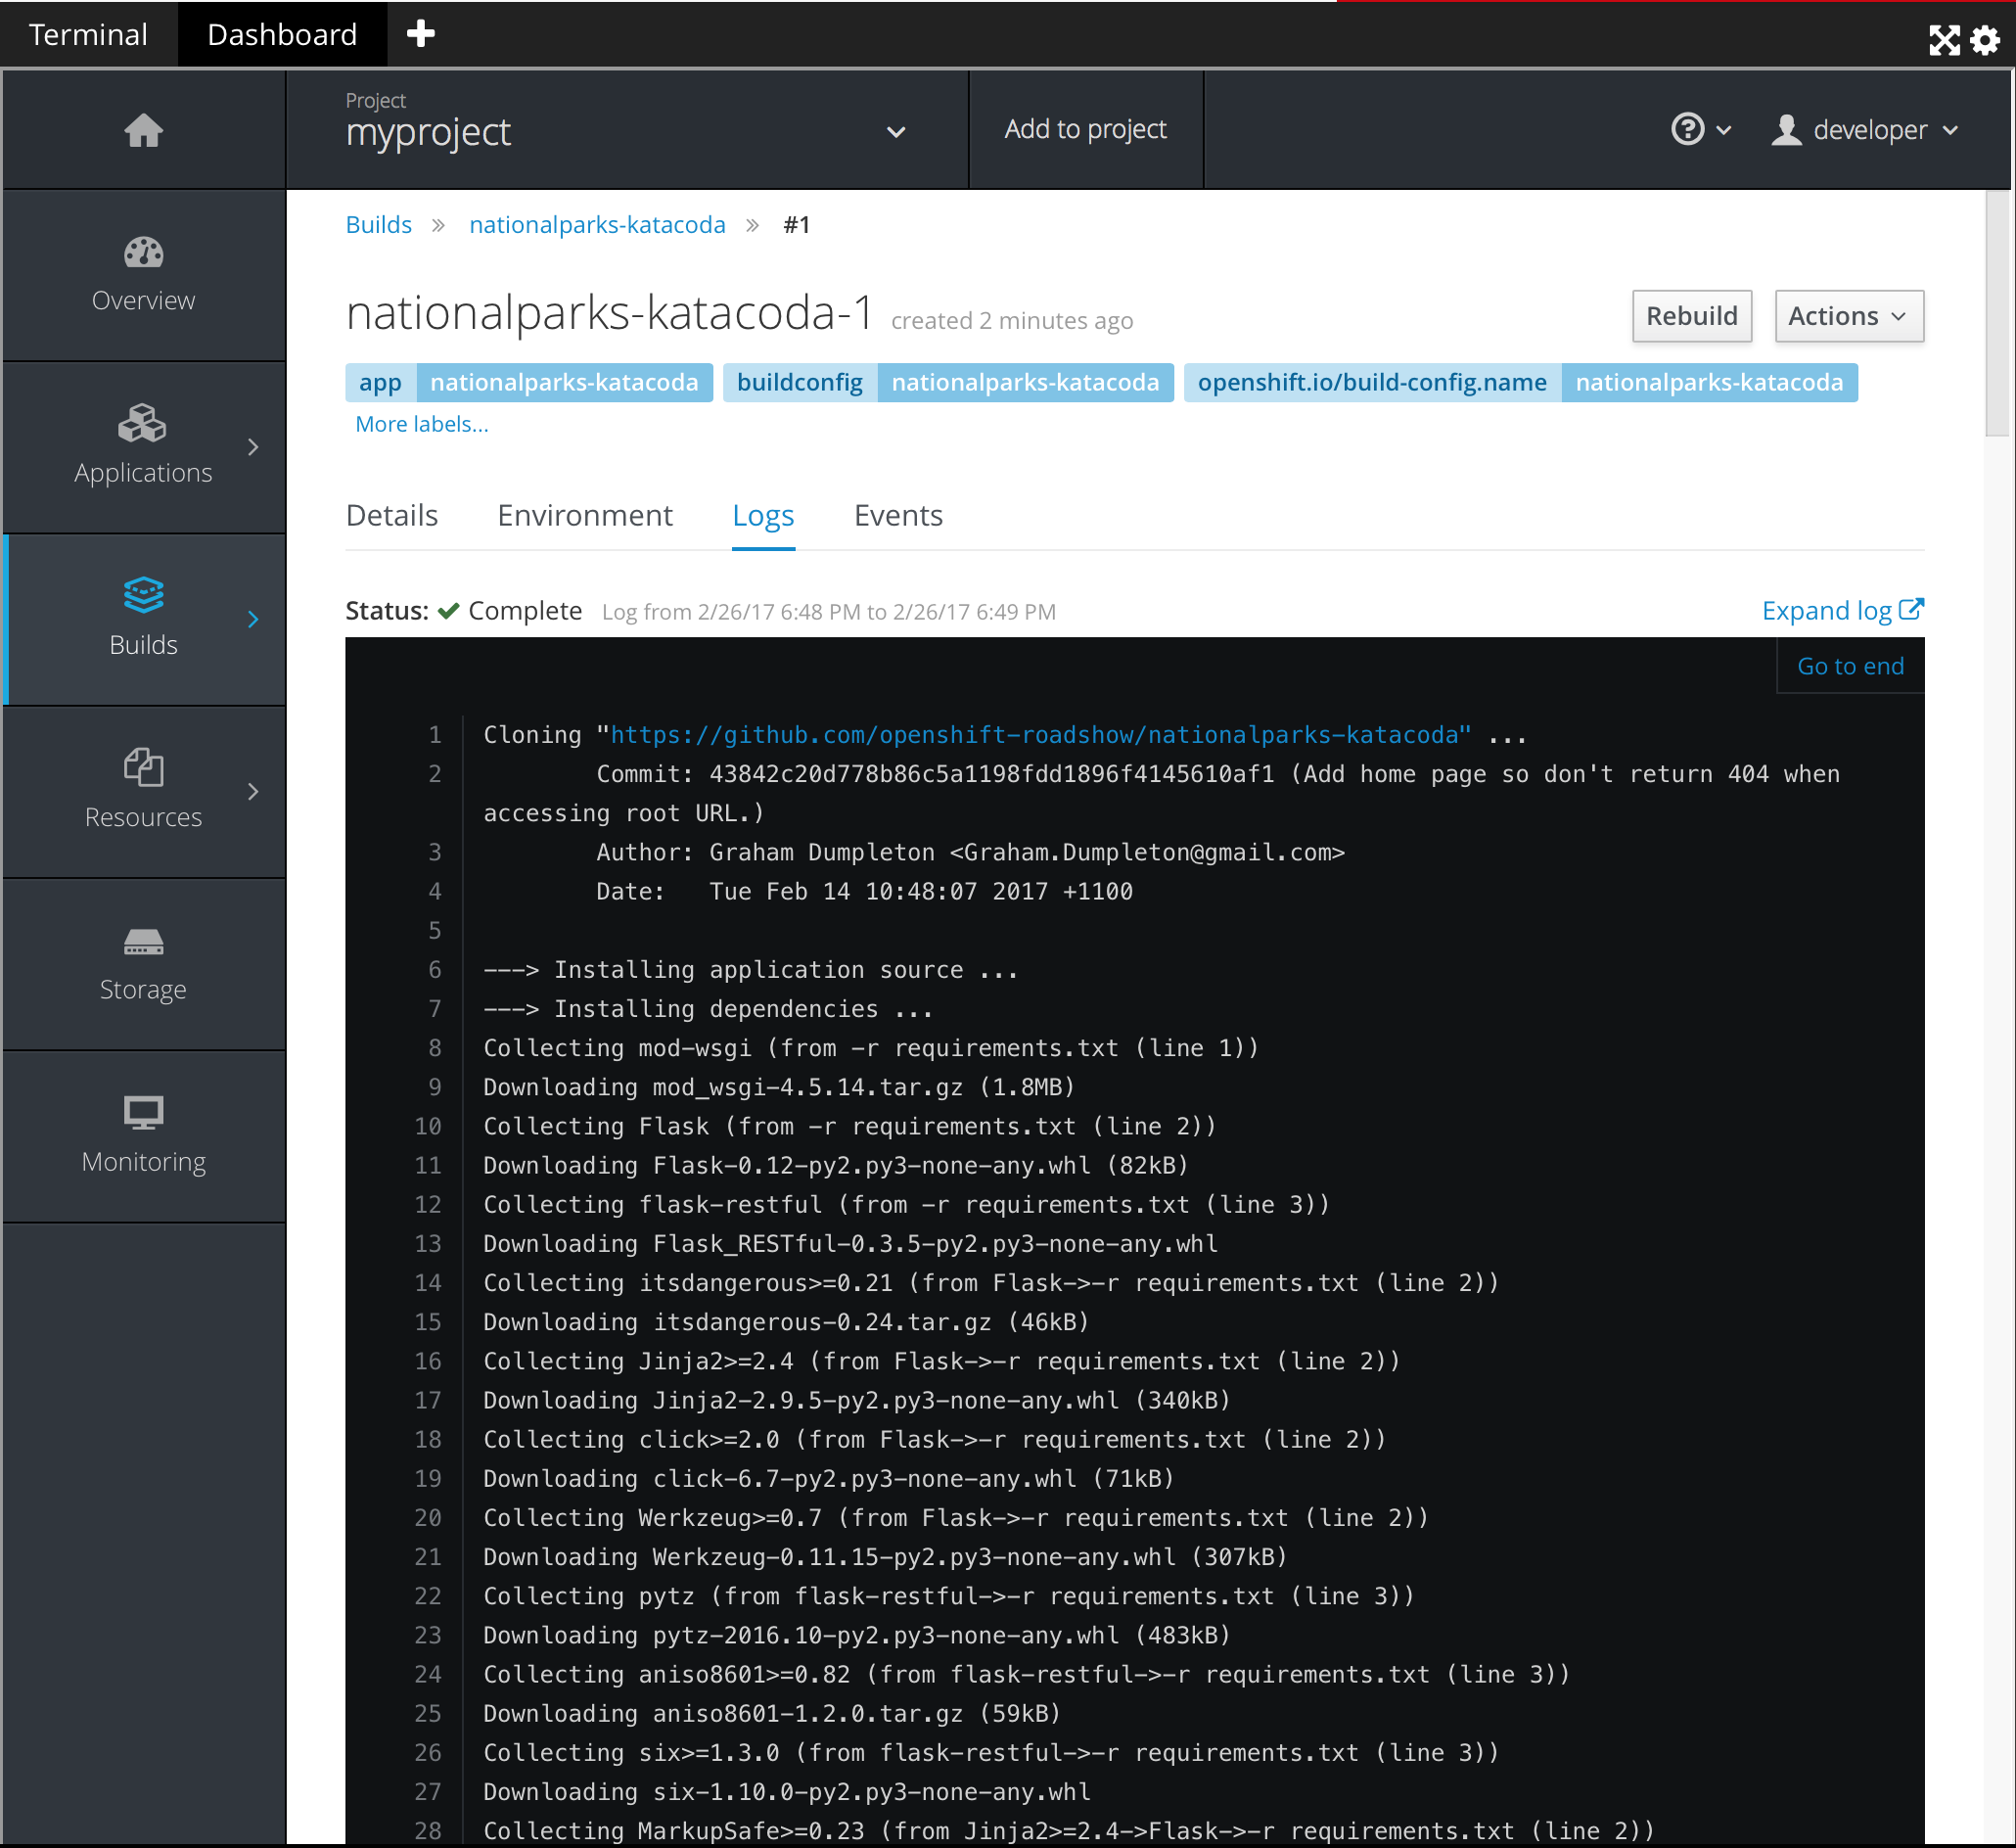 Terminal
Dashboard
Project
myproject
Add to project
developer
Overview
Applications
Builds
Resources
Storage
Monitoring
Builds » nationalparks-katacoda » #1
nationalparks-katacoda-1 created 2 minutes ago
Rebuild
Actions
app nationalparks-katacoda buildconfig nationalparks-katacoda openshift.io/build-config.name nationalparks-katacoda
More labels...
Details Environment Logs Events
Status: Complete Log from 2/26/17 6:48 PM to 2/26/17 6:49 PM
Expand log
Go to end
1 Cloning "https://github.com/openshift-roadshow/nationalparks-katacoda" ...
2 Commit: 43842c20d778b86c5a1198fdd1896f4145610af1 (Add home page so don't return 404 when
accessing root URL.)
3 Author: Graham Dumpleton <Graham.Dumpleton@gmail.com>
4 Date: Tue Feb 14 10:48:07 2017 +1100
5
6 ---> Installing application source ...
7 ---> Installing dependencies ...
8 Collecting mod-wsgi (from -r requirements.txt (line 1))
9 Downloading mod_wsgi-4.5.14.tar.gz (1.8MB)
10 Collecting Flask (from -r requirements.txt (line 2))
11 Downloading Flask-0.12-py2.py3-none-any.whl (82kB)
12 Collecting flask-restful (from -r requirements.txt (line 3))
13 Downloading Flask_RESTful-0.3.5-py2.py3-none-any.whl
14 Collecting itsdangerous>=0.21 (from Flask->-r requirements.txt (line 2))
15 Downloading itsdangerous-0.24.tar.gz (46kB)
16 Collecting Jinja2>=2.4 (from Flask->-r requirements.txt (line 2))
17 Downloading Jinja2-2.9.5-py2.py3-none-any.whl (340kB)
18 Collecting click>=2.0 (from Flask->-r requirements.txt (line 2))
19 Downloading click-6.7-py2.py3-none-any.whl (71kB)
20 Collecting Werkzeug>=0.7 (from Flask->-r requirements.txt (line 2))
21 Downloading Werkzeug-0.11.15-py2.py3-none-any.whl (307kB)
22 Collecting pytz (from flask-restful->-r requirements.txt (line 3))
23 Downloading pytz-2016.10-py2.py3-none-any.whl (483kB)
24 Collecting aniso8601>=0.82 (from flask-restful->-r requirements.txt (line 3))
25 Downloading aniso8601-1.2.0.tar.gz (59kB)
26 Collecting six>=1.3.0 (from flask-restful->-r requirements.txt (line 3))
27 Downloading six-1.10.0-py2.py3-none-any.whl
28 Collecting MarkupSafe>=0.23 (from Jinja2>=2.4->Flask->-r requirements.txt (line 2))